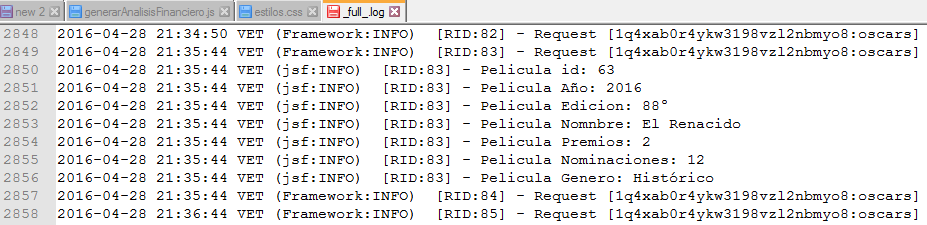 new 2 generarAnalisisFinanciero.js estilos.css _full_.log
2848 2016-04-28 21:34:50 VET (Framework:INFO) [RID:82] - Request [1q4xab0r4ykw3198vzl2nbmyo8:oscars]
2849 2016-04-28 21:35:44 VET (Framework:INFO) [RID:83] - Request [1q4xab0r4ykw3198vzl2nbmyo8:oscars]
2850 2016-04-28 21:35:44 VET (jsf:INFO) [RID:83] - Pelicula id: 63
2851 2016-04-28 21:35:44 VET (jsf:INFO) [RID:83] - Pelicula Año: 2016
2852 2016-04-28 21:35:44 VET (jsf:INFO) [RID:83] - Pelicula Edicion: 88°
2853 2016-04-28 21:35:44 VET (jsf:INFO) [RID:83] - Pelicula Nomnbre: El Renacido
2854 2016-04-28 21:35:44 VET (jsf:INFO) [RID:83] - Pelicula Premios: 2
2855 2016-04-28 21:35:44 VET (jsf:INFO) [RID:83] - Pelicula Nominaciones: 12
2856 2016-04-28 21:35:44 VET (jsf:INFO) [RID:83] - Pelicula Genero: Histórico
2857 2016-04-28 21:35:44 VET (Framework:INFO) [RID:84] - Request [1q4xab0r4ykw3198vzl2nbmyo8:oscars]
2858 2016-04-28 21:36:44 VET (Framework:INFO) [RID:85] - Request [1q4xab0r4ykw3198vzl2nbmyo8:oscars]